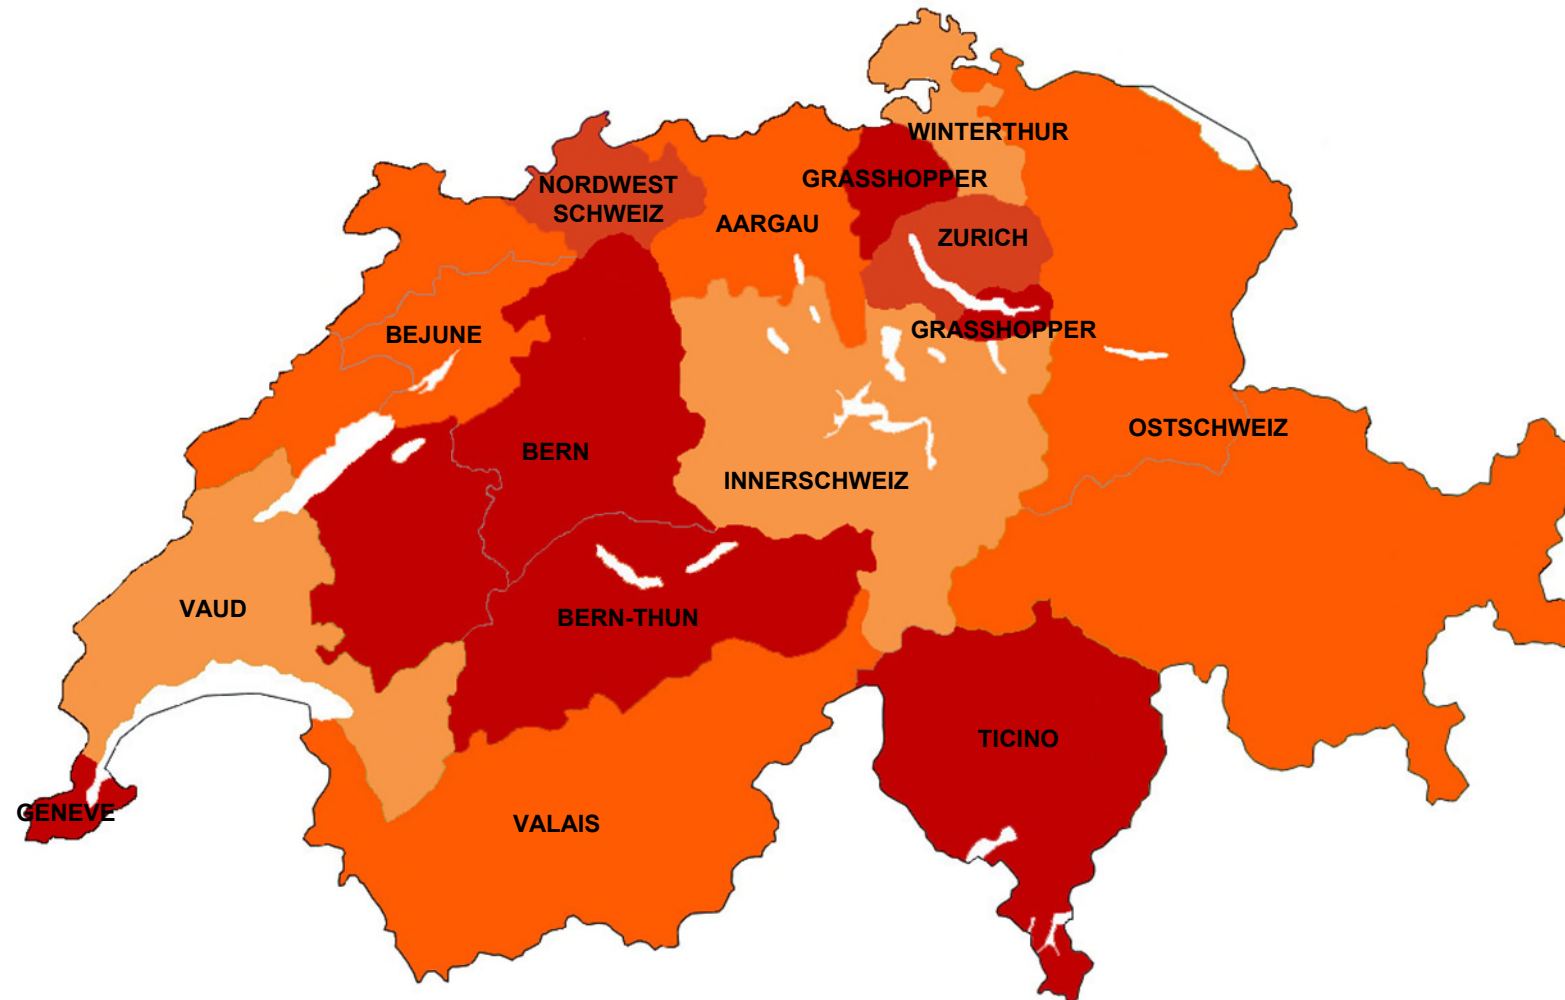 WINTERTHUR
GRASSHOPPER
NORDWEST
SCHWEIZ
AARGAU
ZURICH
GRASSHOPPER
BEJUNE
OSTSCHWEIZ
BERN
INNERSCHWEIZ
VAUD
BERN-THUN
TICINO
GENEVE
VALAIS